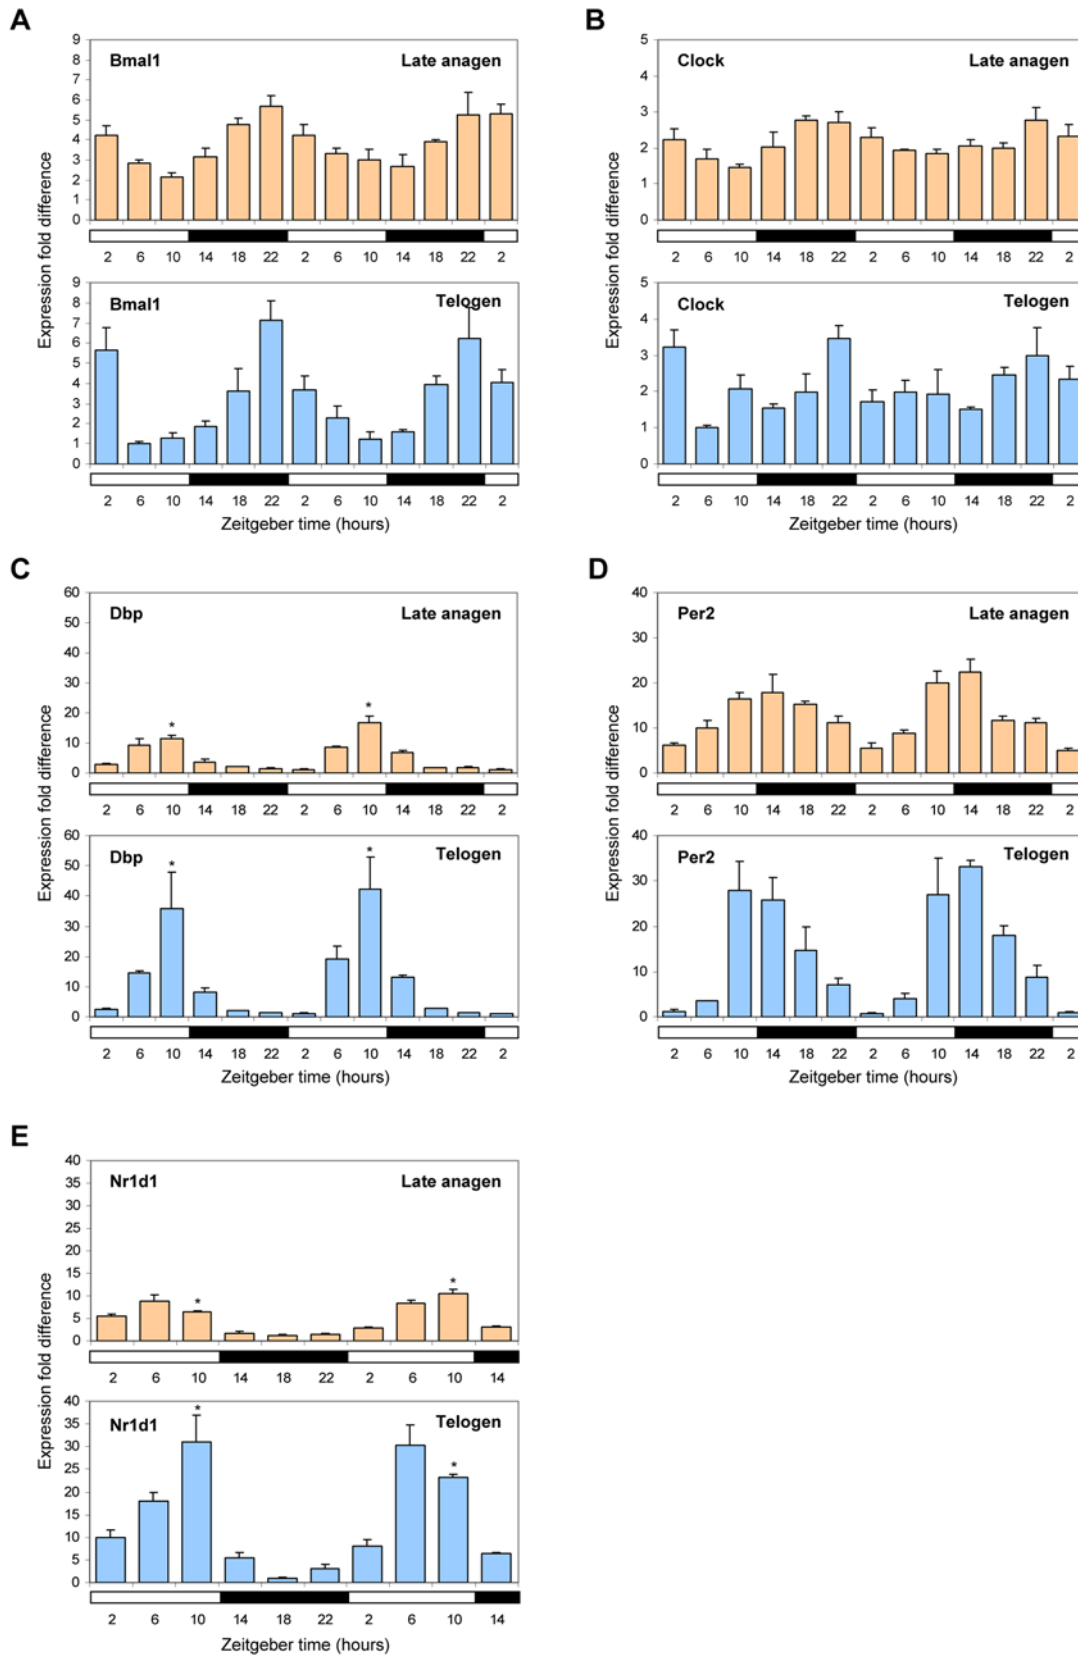 A
Expression fold difference
Bmal1 Late anagen
9
8
7
6
5
4
3
2
1
0
2 6 10 14 18 22 2 6 10 14 18 22 2
Bmal1 Telogen
9
8
7
6
5
4
3
2
1
0
2 6 10 14 18 22 2 6 10 14 18 22 2
Zeitgeber time (hours)
B
Expression fold difference
Clock Late anagen
5
4
3
2
1
0
2 6 10 14 18 22 2 6 10 14 18 22 2
Clock Telogen
5
4
3
2
1
0
2 6 10 14 18 22 2 6 10 14 18 22 2
Zeitgeber time (hours)
C
Expression fold difference
Dbp Late anagen
60
50
40
30
20
10
0
* *
2 6 10 14 18 22 2 6 10 14 18 22 2
Dbp Telogen
60
50
40
30
20
10
0
* *
2 6 10 14 18 22 2 6 10 14 18 22 2
Zeitgeber time (hours)
D
Expression fold difference
Per2 Late anagen
40
30
20
10
0
2 6 10 14 18 22 2 6 10 14 18 22 2
Per2 Telogen
40
30
20
10
0
2 6 10 14 18 22 2 6 10 14 18 22 2
Zeitgeber time (hours)
E
Expression fold difference
Nr1d1 Late anagen
40
35
30
25
20
15
10
5
0
* *
2 6 10 14 18 22 2 6 10 14
Nr1d1 Telogen
40
35
30
25
20
15
10
5
0
* *
2 6 10 14 18 22 2 6 10 14
Zeitgeber time (hours)